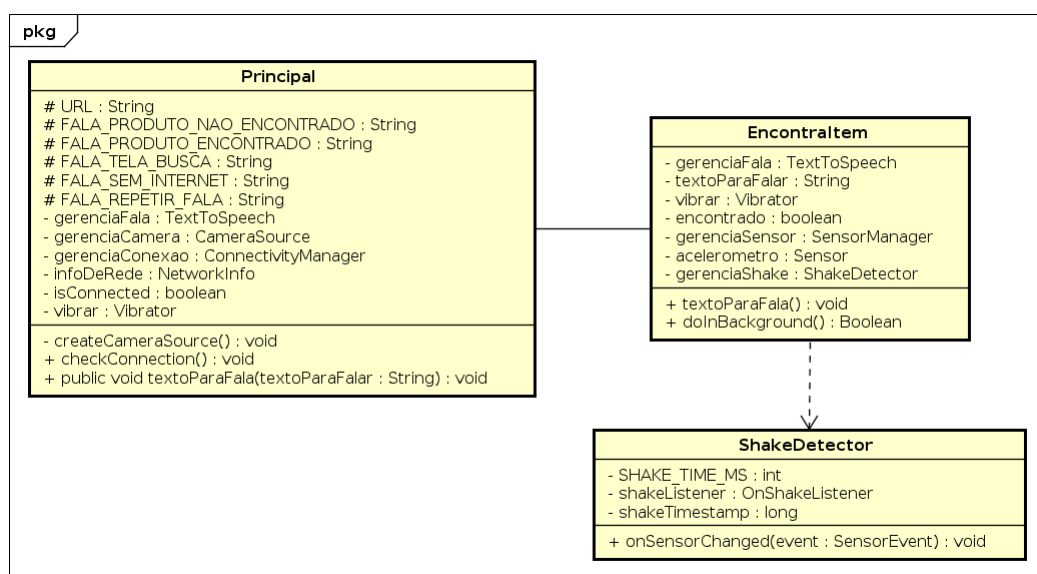 pkg
Principal
# URL : String
# FALA_PRODUTO_NAO_ENCONTRADO : String
# FALA_PRODUTO_ENCONTRADO : String
# FALA_TELA_BUSCA : String
# FALA_SEM_INTERNET : String
# FALA_REPETIR_FALA : String
- gerenciaFala : TextToSpeech
- gerenciaCamera : CameraSource
- gerenciaConexao : ConnectivityManager
- infoDeRede : NetworkInfo
- isConnected : boolean
- vibrar : Vibrator
- createCameraSource() : void
+ checkConnection() : void
+ public void textoParaFala(textoParaFalar : String) : void
EncontraItem
- gerenciaFala : TextToSpeech
- textoParaFalar : String
- vibrar : Vibrator
- encontrado : boolean
- gerenciaSensor : SensorManager
- acelerometro : Sensor
- gerenciaShake : ShakeDetector
+ textoParaFala() : void
+ doInBackground() : Boolean
ShakeDetector
- SHAKE_TIME_MS : int
- shakeListener : OnShakeListener
- shakeTimestamp : long
+ onSensorChanged(event : SensorEvent) : void